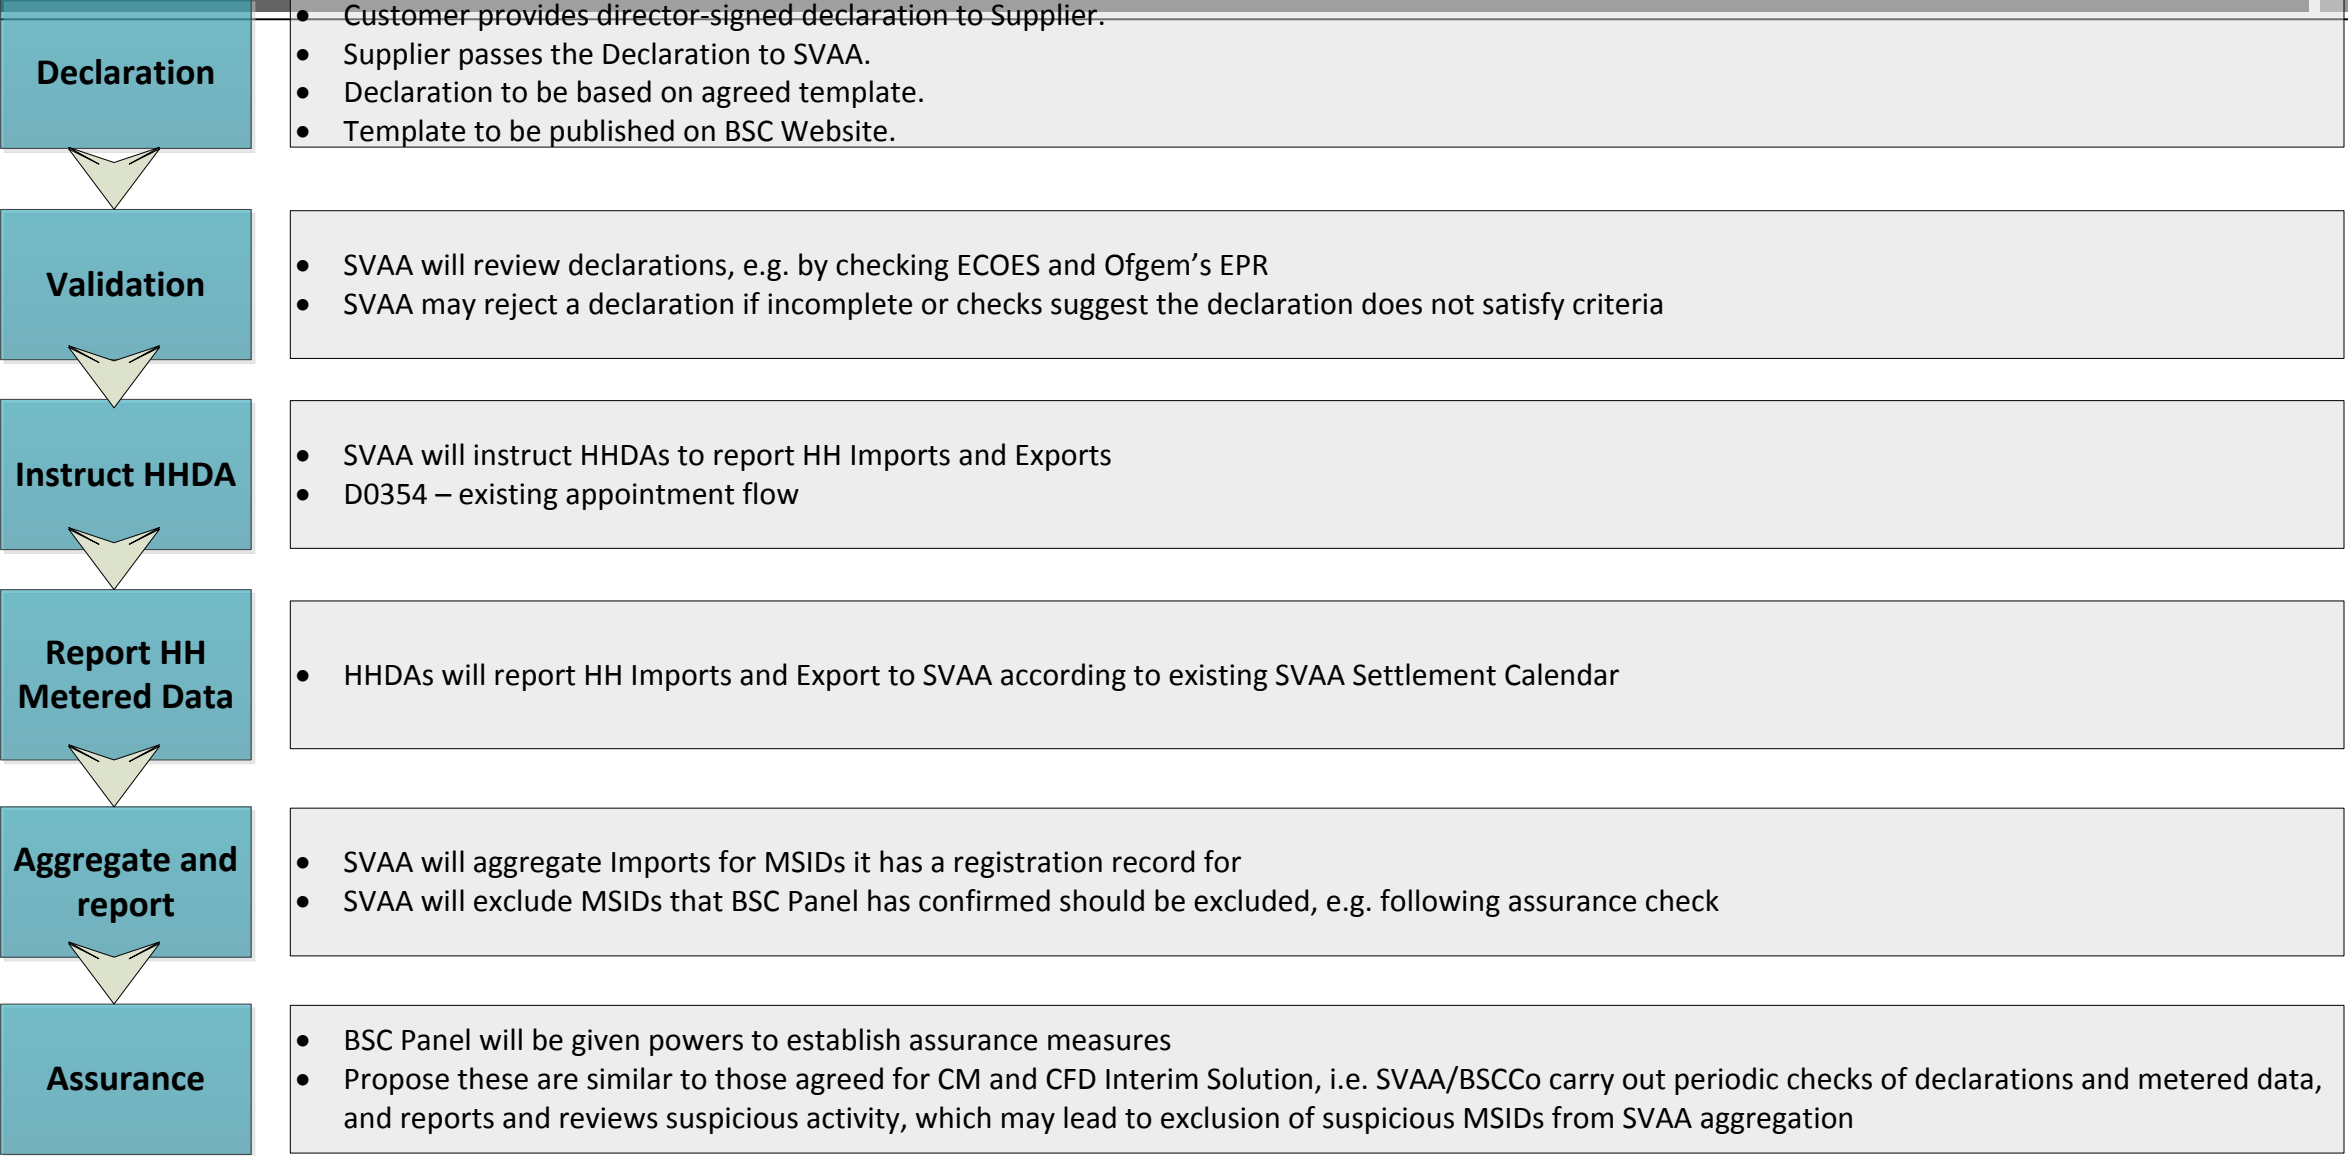 Declaration
• Customer provides director-signed declaration to Supplier.
• Supplier passes the Declaration to SVAA.
• Declaration to be based on agreed template.
• Template to be published on BSC Website.
Validation
• SVAA will review declarations, e.g. by checking ECOES and Ofgem’s EPR
• SVAA may reject a declaration if incomplete or checks suggest the declaration does not satisfy criteria
Instruct HHDA
• SVAA will instruct HHDAs to report HH Imports and Exports
• D0354 – existing appointment flow
Report HH
Metered Data
• HHDAs will report HH Imports and Export to SVAA according to existing SVAA Settlement Calendar
Aggregate and
report
• SVAA will aggregate Imports for MSIDs it has a registration record for
• SVAA will exclude MSIDs that BSC Panel has confirmed should be excluded, e.g. following assurance check
Assurance
• BSC Panel will be given powers to establish assurance measures
• Propose these are similar to those agreed for CM and CFD Interim Solution, i.e. SVAA/BSCCo carry out periodic checks of declarations and metered data,
and reports and reviews suspicious activity, which may lead to exclusion of suspicious MSIDs from SVAA aggregation